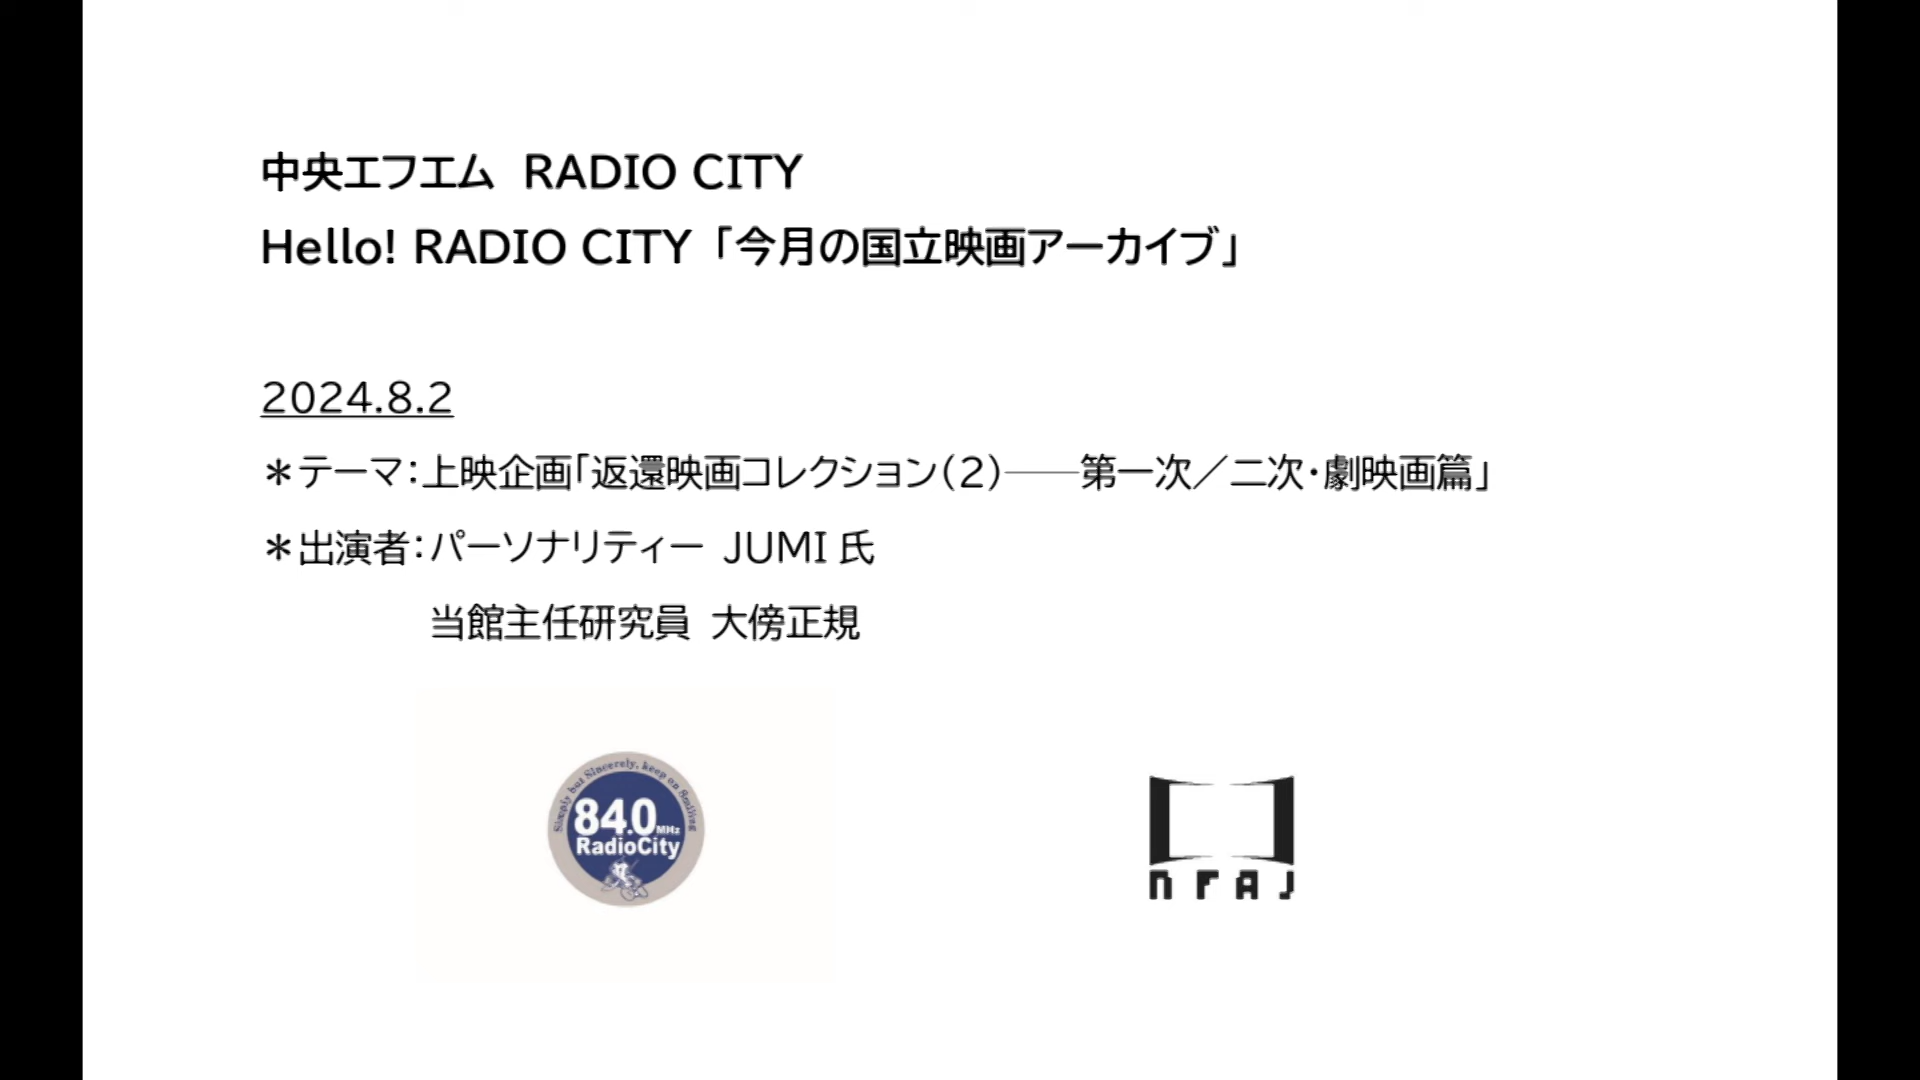 中央エフエム RADIO CITY
Hello! RADIO CITY「今月の国立映画アーカイブ」
2024.8.2
＊テーマ：上映企画「返還映画コレクション（2）――第一次／二次・劇映画篇」
＊出演者：パーソナリティー JUMI 氏
当館主任研究員 大傍正規
Simply but Sincerely, keep on Smiling
84.0 MHz
RadioCity
NFAJ